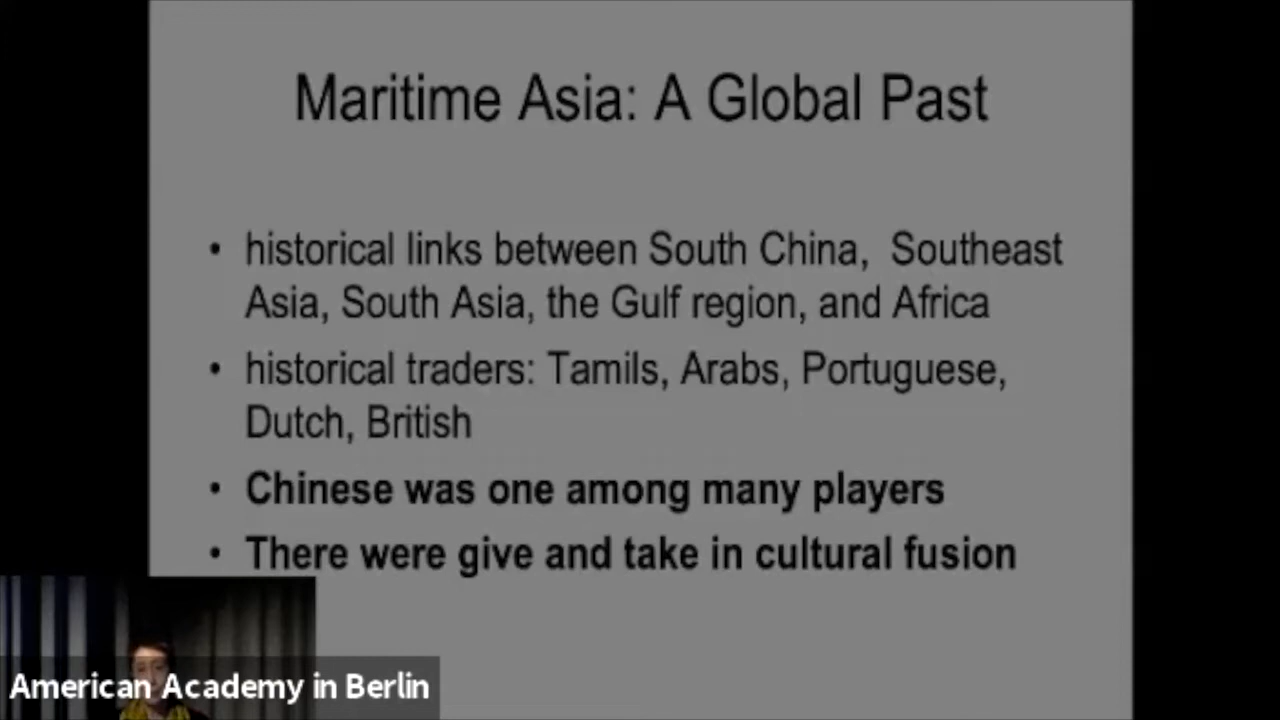 Maritime Asia: A Global Past
• historical links between South China, Southeast
Asia, South Asia, the Gulf region, and Africa
• historical traders: Tamils, Arabs, Portuguese,
Dutch, British
• Chinese was one among many players
• There were give and take in cultural fusion
American Academy in Berlin